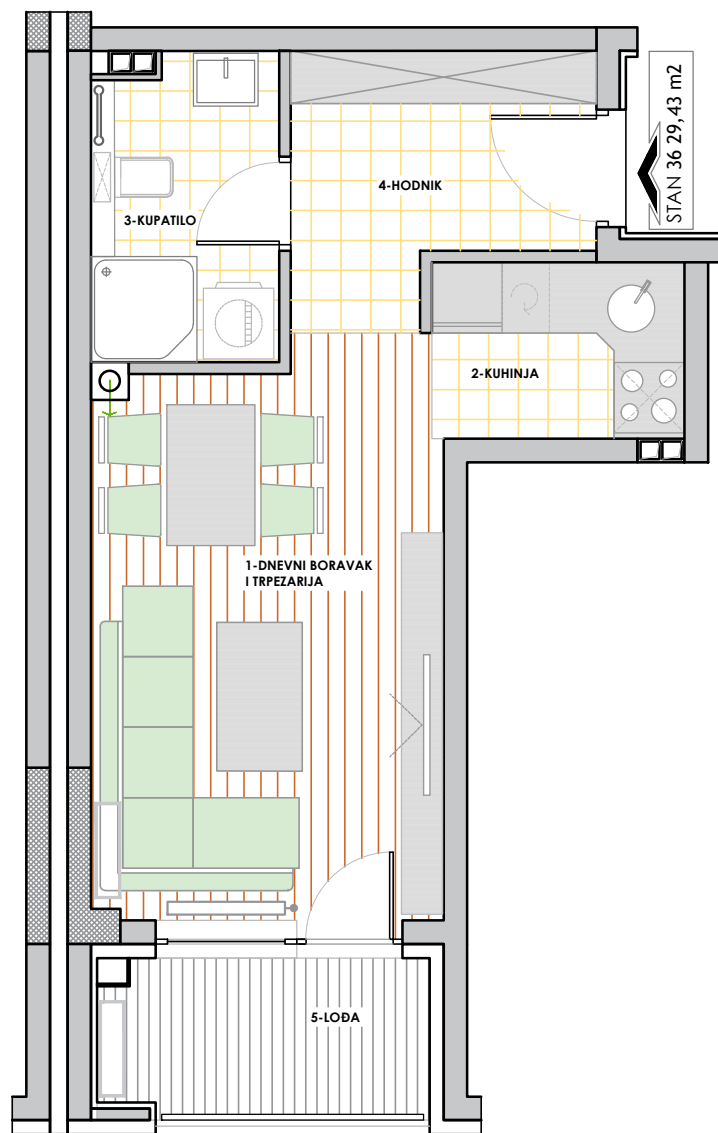 STAN 36 29,43 m2
4-HODNIK
3-KUPATILO
2-KUHINJA
1-DNEVNI BORAVAK
I TRPEZARIJA
5-LOĐA